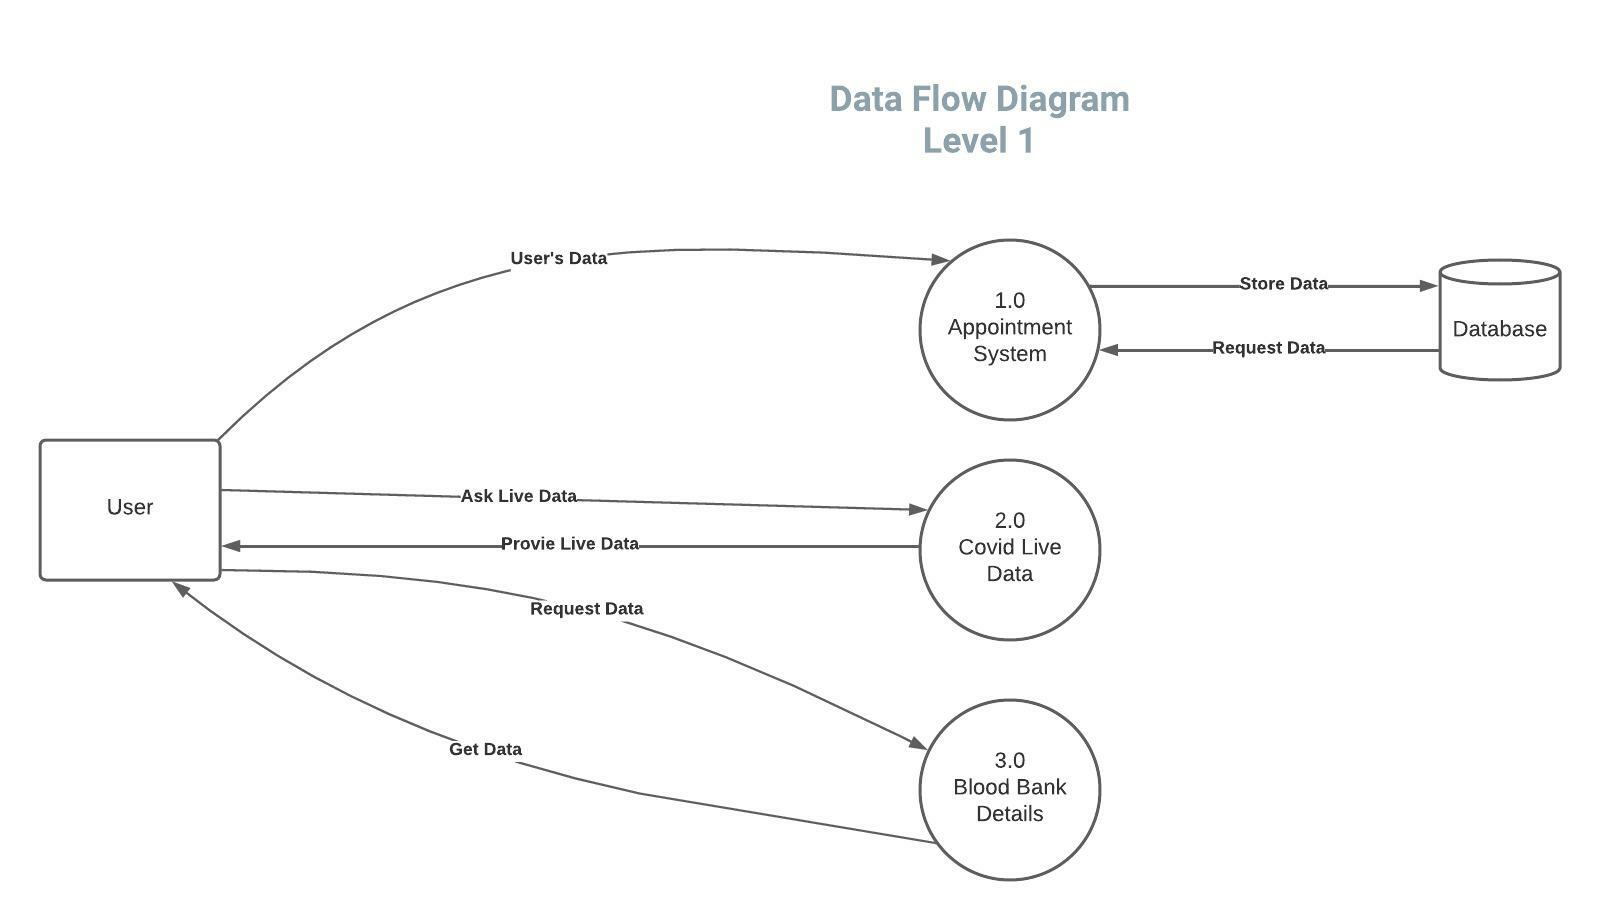 Data Flow Diagram
Level 1
User's Data
1.0
Appointment
System
Store Data
Request Data
Database
User
Ask Live Data
Provie Live Data
2.0
Covid Live
Data
Request Data
Get Data
3.0
Blood Bank
Details